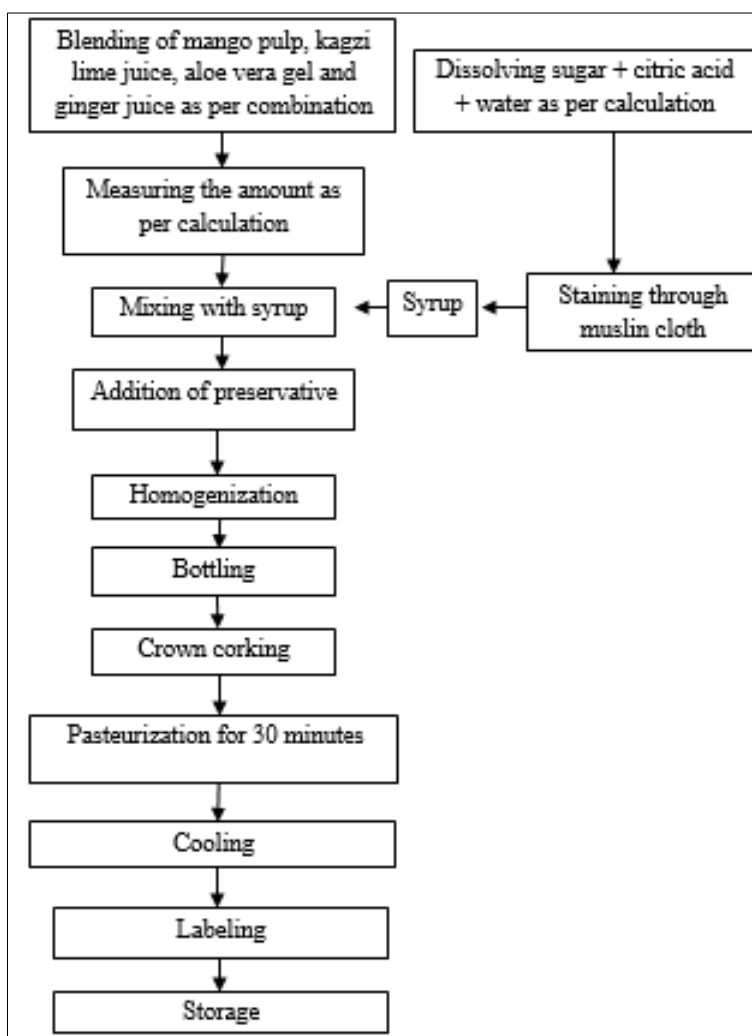 Blending of mango pulp, kagzi
lime juice, aloe vera gel and
ginger juice as per combination
Dissolving sugar + citric acid
+ water as per calculation
Measuring the amount as
per calculation
Mixing with syrup
Syrup
Staining through
muslin cloth
Addition of preservative
Homogenization
Bottling
Crown corking
Pasteurization for 30 minutes
Cooling
Labeling
Storage